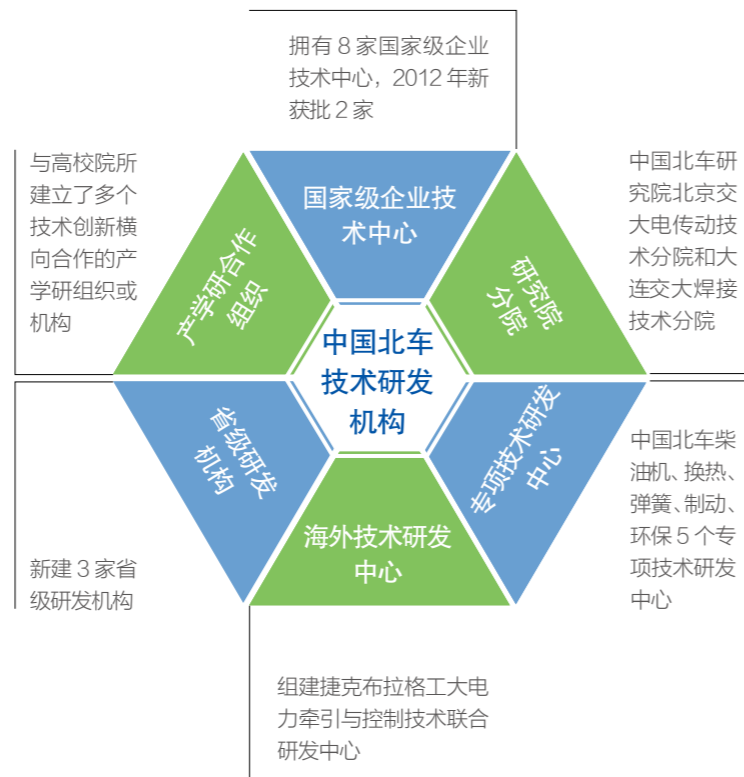 拥有 8 家国家级企业
技术中心，2012 年新
获批 2 家
与高校院所
建立了多个
技术创新横
向合作的产
学研组织或
机构
国家级企业技
术中心
中国北车研
究院北京交
大电传动技
术分院和大
连交大焊接
技术分院
产学研合作
组织
研究院
分院
中国北车
技术研发
机构
省级研发
机构
专项技术研发
中心
海外技术研发
中心
新建 3 家省
级研发机构
中国北车柴
油机、换热、
弹簧、制动、
环保 5 个专
项技术研发
中心
组建捷克布拉格工大电
力牵引与控制技术联合
研发中心